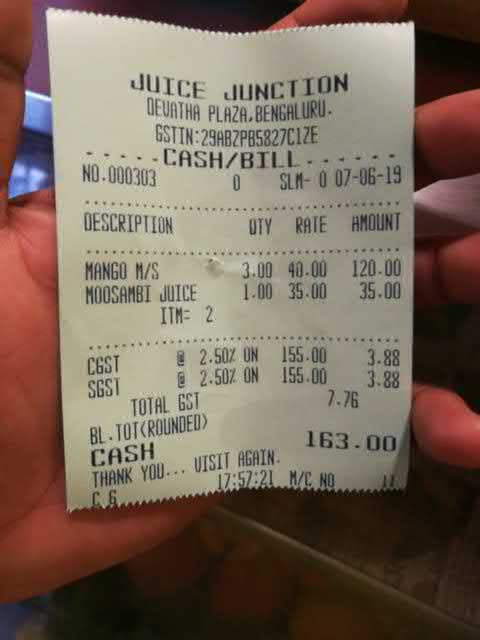 JUICE JUNCTION
DEVATHA PLAZA,BENGALURU.
GSTIN:29ABZPB5827C1ZE
-----CASH/BILL------
NO.000303 0 SLM- 0 07-06-19
DESCRIPTION QTY RATE AMOUNT
MANGO M/S 3.00 40.00 120.00
MOOSAMBI JUICE 1.00 35.00 35.00
ITM= 2
CGST @ 2.50% ON 155.00 3.88
SGST @ 2.50% ON 155.00 3.88
TOTAL GST 7.76
BL.TOT(ROUNDED)
CASH 163.00
THANK YOU... VISIT AGAIN.
C 6 17:57:21 M/C NO 11